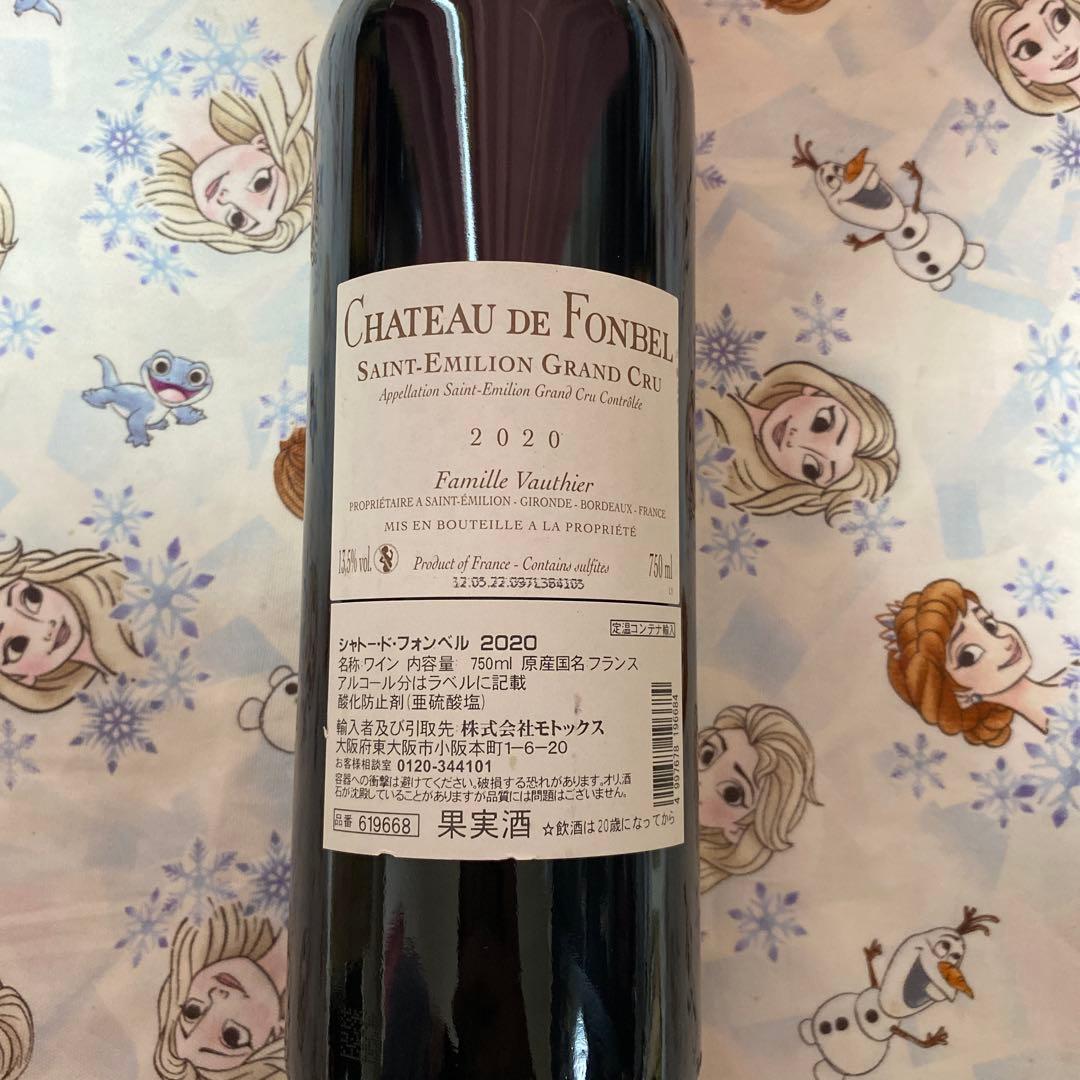 CHATEAU DE FONBEL
SAINT-EMILION GRAND CRU
Appellation Saint-Emilion Grand Cru Contrôlée
2020
Famille Vauthier
PROPRIÉTAIRE A SAINT-ÉMILION - GIRONDE - BORDEAUX - FRANCE
MIS EN BOUTEILLE A LA PROPRIÉTÉ
13,5% vol. Product of France - Contains sulfites 750 ml
12.05.22.0971384105
定温コンテナ輸入
シャトー・ド・フォンベル 2020
名称 ワイン 内容量 750ml 原産国名 フランス
アルコール分はラベルに記載
酸化防止剤(亜硫酸塩)
輸入者及び引取先 株式会社モトックス
大阪府東大阪市小阪本町1-6-20
お客様相談室 0120-344101
容器への衝撃は避けてください。破損する恐れがあります。オリ、酒
石が沈殿していることがありますが品質には問題はございません。
品番 619668 果実酒 ☆飲酒は20歳になってから
4 997678 196684